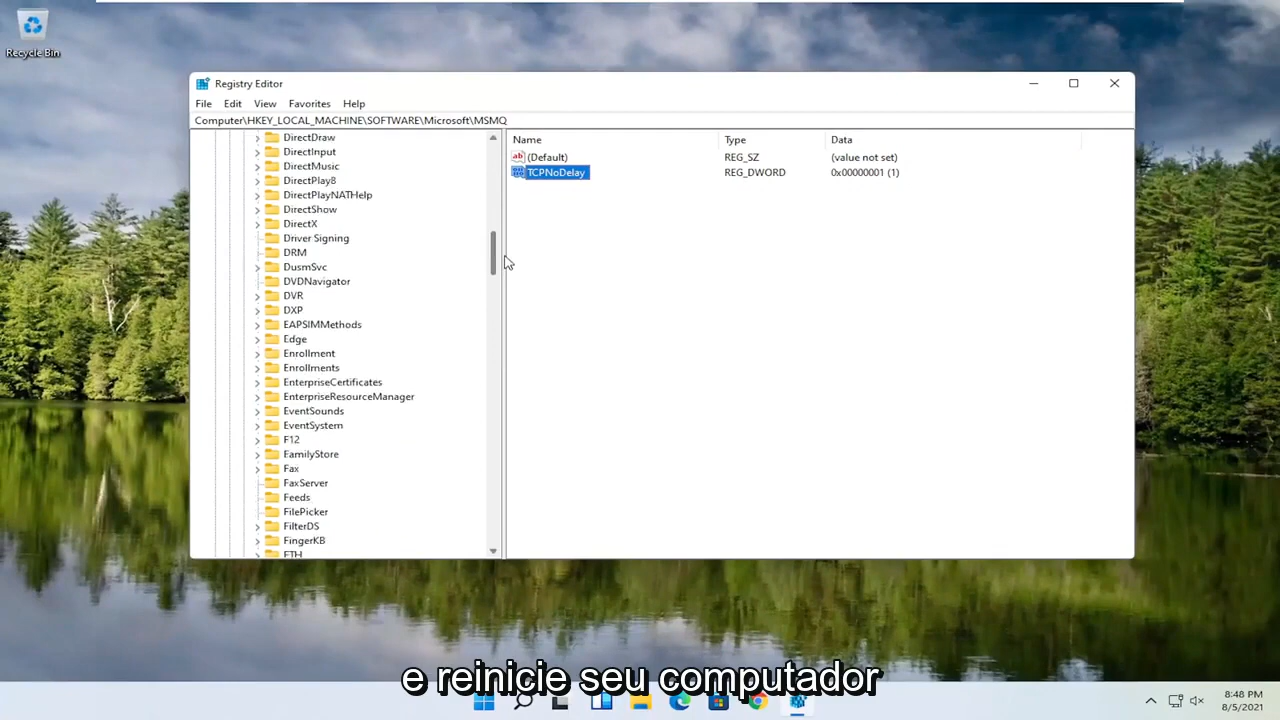 Recycle Bin
Registry Editor
File Edit View Favorites Help
Computer\HKEY_LOCAL_MACHINE\SOFTWARE\Microsoft\MSMQ
DirectDraw
DirectInput
DirectMusic
DirectPlay8
DirectPlayNATHelp
DirectShow
DirectX
Driver Signing
DRM
DusmSvc
DVDNavigator
DVR
DXP
EAPSIMMethods
Edge
Enrollment
Enrollments
EnterpriseCertificates
EnterpriseResourceManager
EventSounds
EventSystem
F12
FamilyStore
Fax
FaxServer
Feeds
FilePicker
FilterDS
FingerKB
FTH
Name Type Data
ab (Default) REG_SZ (value not set)
TCPNoDelay REG_DWORD 0x00000001 (1)
e reinicie seu computador
8:48 PM
8/5/2021